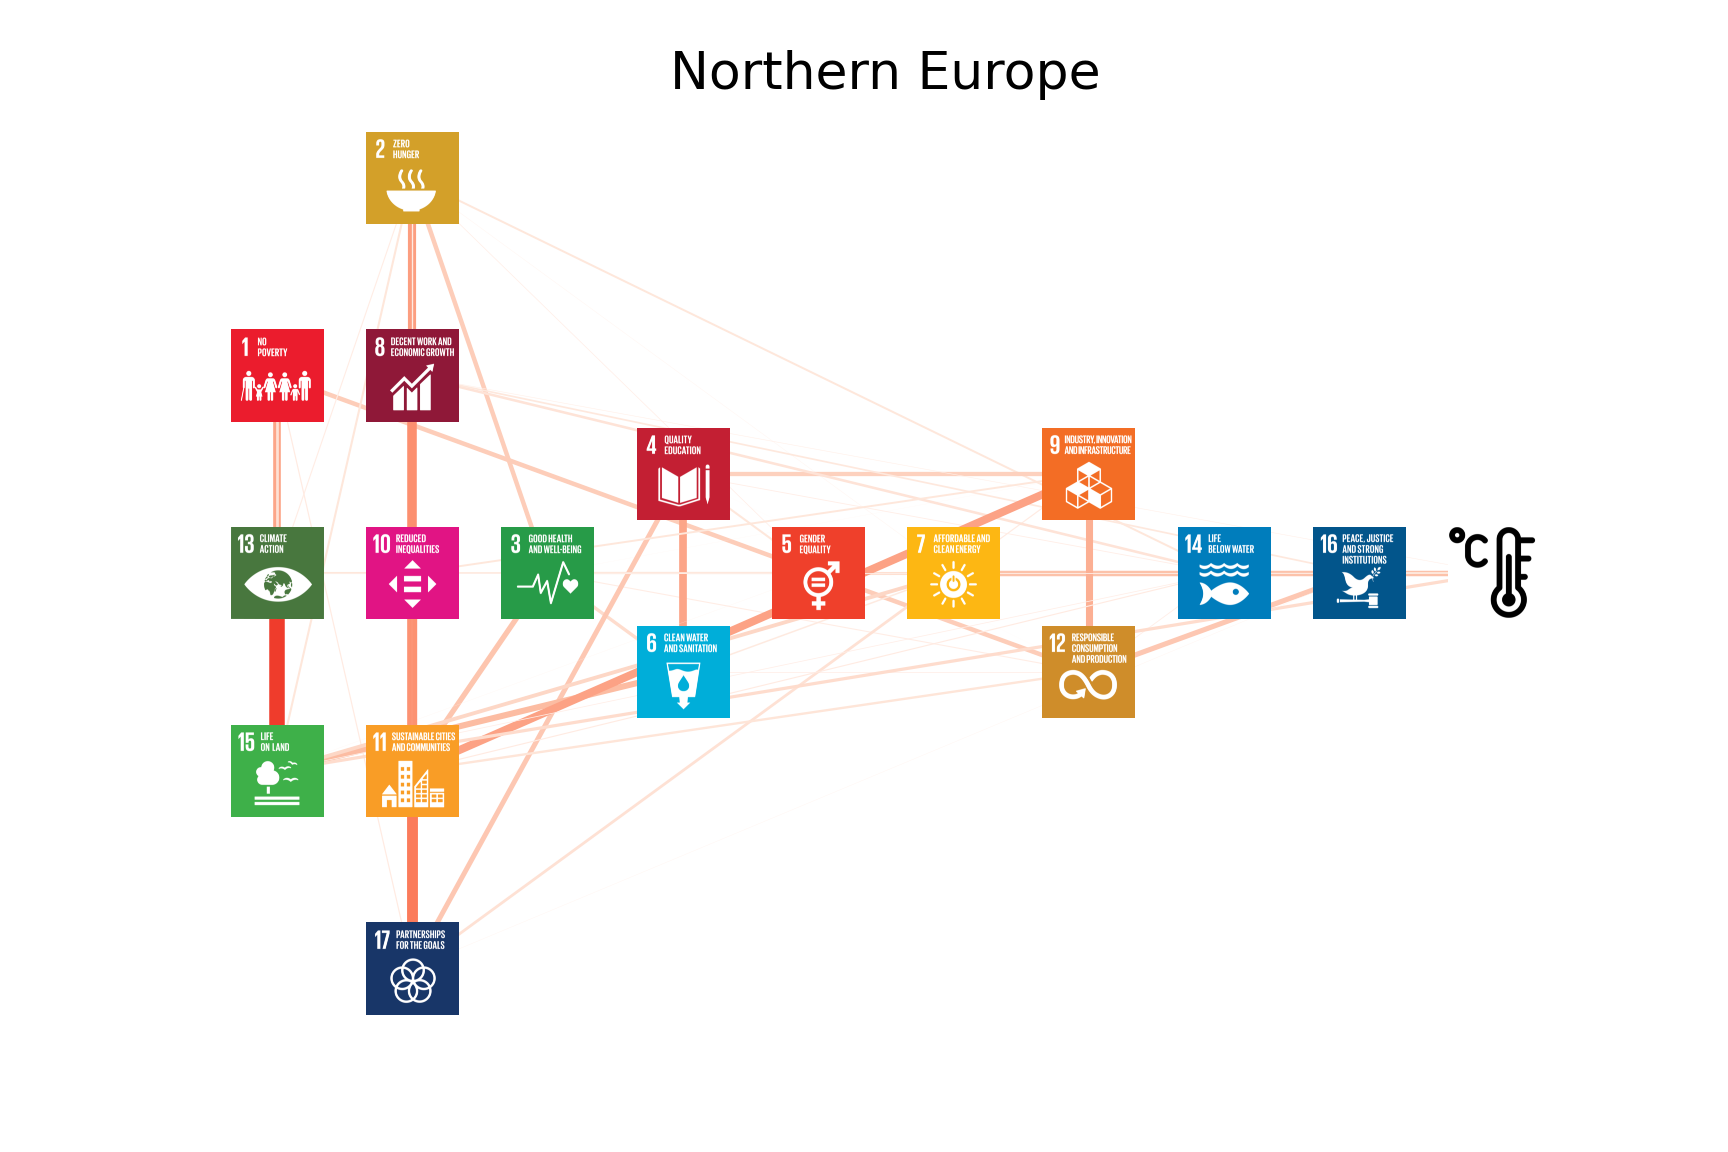 Northern Europe
2 ZERO
HUNGER
1 NO
POVERTY
8 DECENT WORK AND
ECONOMIC GROWTH
4 QUALITY
EDUCATION
9 INDUSTRY, INNOVATION
AND INFRASTRUCTURE
13 CLIMATE
ACTION
10 REDUCED
INEQUALITIES
3 GOOD HEALTH
AND WELL-BEING
5 GENDER
EQUALITY
7 AFFORDABLE AND
CLEAN ENERGY
14 LIFE
BELOW WATER
16 PEACE, JUSTICE
AND STRONG
INSTITUTIONS
°C
6 CLEAN WATER
AND SANITATION
12 RESPONSIBLE
CONSUMPTION
AND PRODUCTION
15 LIFE
ON LAND
11 SUSTAINABLE CITIES
AND COMMUNITIES
17 PARTNERSHIPS
FOR THE GOALS